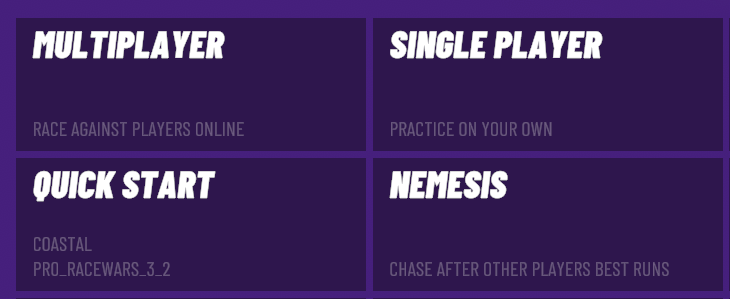 MULTIPLAYER
RACE AGAINST PLAYERS ONLINE
SINGLE PLAYER
PRACTICE ON YOUR OWN
QUICK START
COASTAL
PRO_RACEWARS_3_2
NEMESIS
CHASE AFTER OTHER PLAYERS BEST RUNS